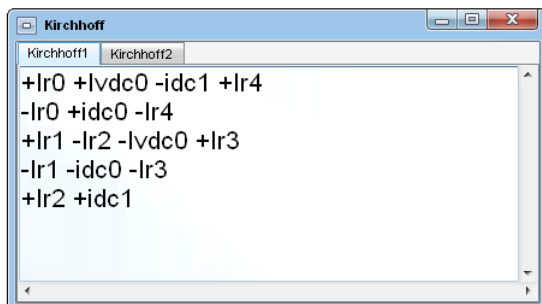 Kirchhoff
Kirchhoff1 Kirchhoff2
+Ir0 +Ivdc0 -idc1 +Ir4
-Ir0 +idc0 -Ir4
+Ir1 -Ir2 -Ivdc0 +Ir3
-Ir1 -idc0 -Ir3
+Ir2 +idc1